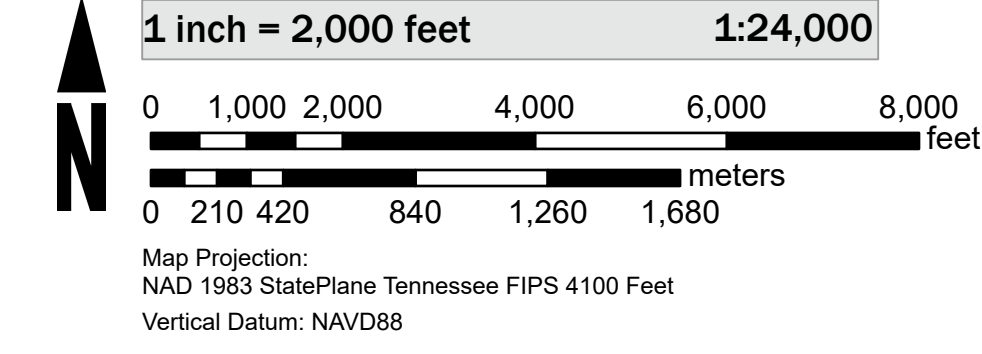 1 inch = 2,000 feet 1:24,000
0 1,000 2,000 4,000 6,000 8,000
feet
meters
0 210 420 840 1,260 1,680
N
Map Projection:
NAD 1983 StatePlane Tennessee FIPS 4100 Feet
Vertical Datum: NAVD88